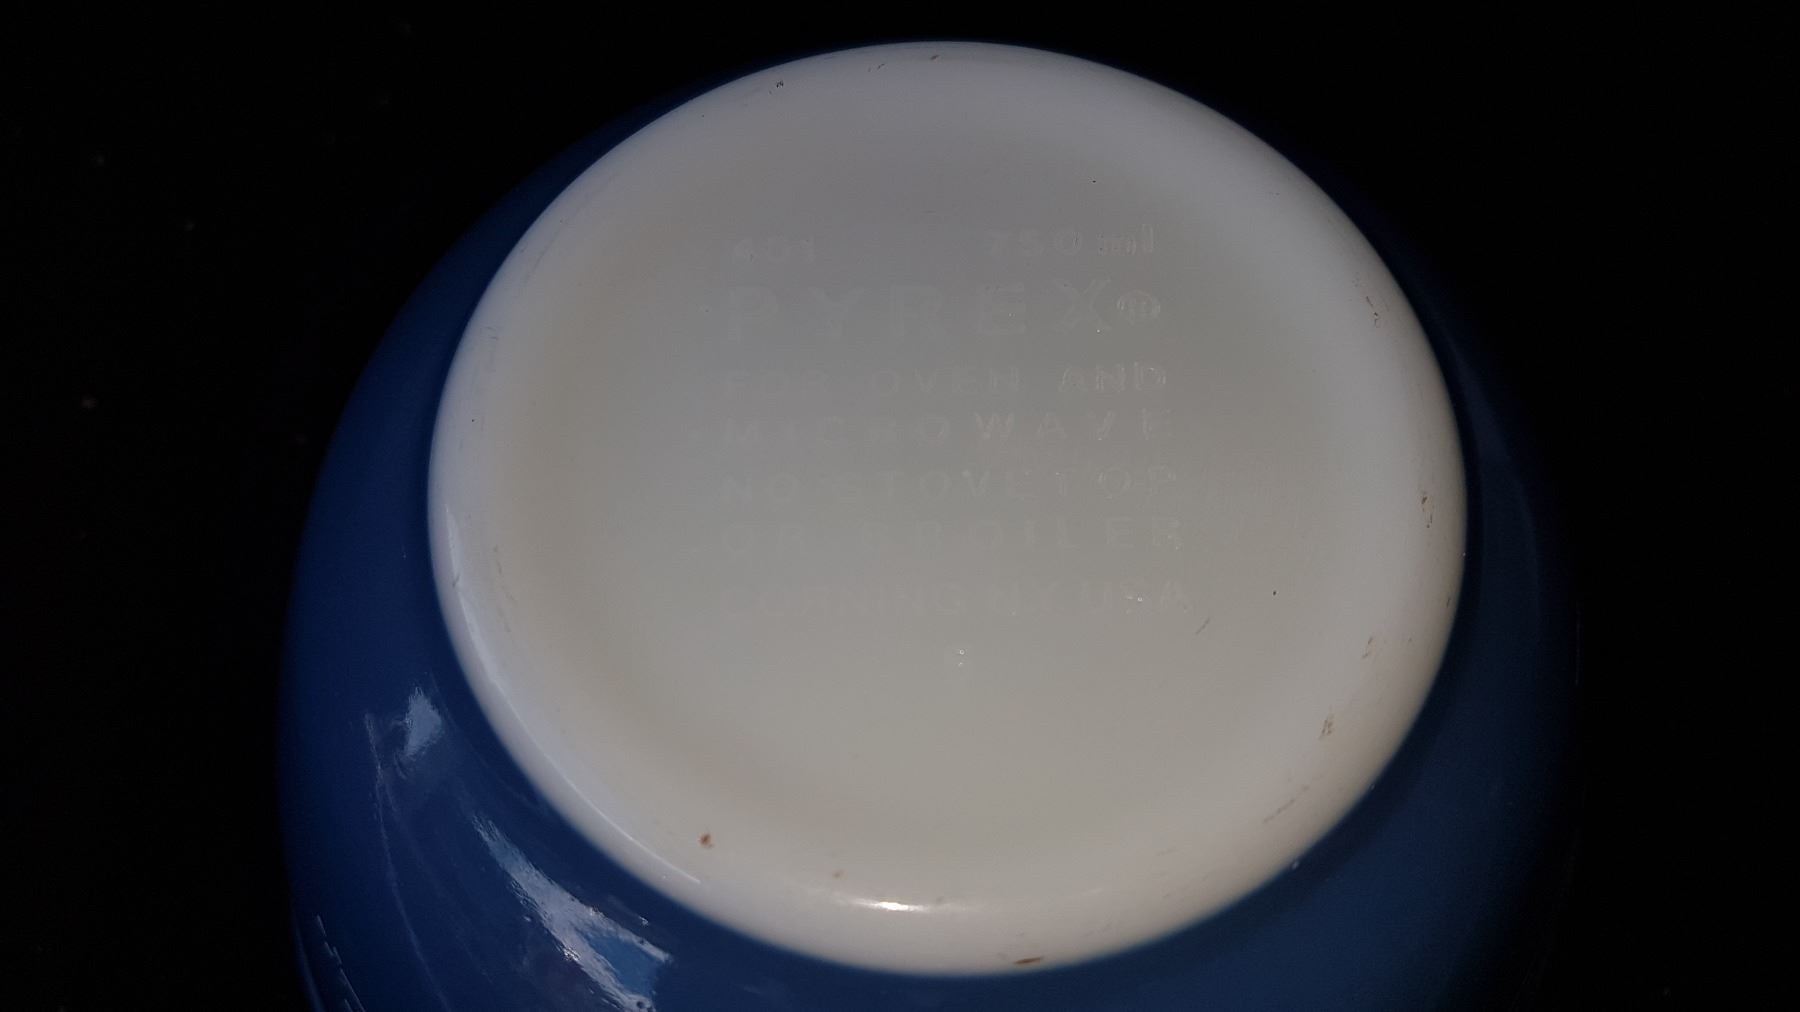 401 750 ml
PYREX®
FOR OVEN AND
MICROWAVE
NO STOVETOP
OR BROILER
CORNING NY USA